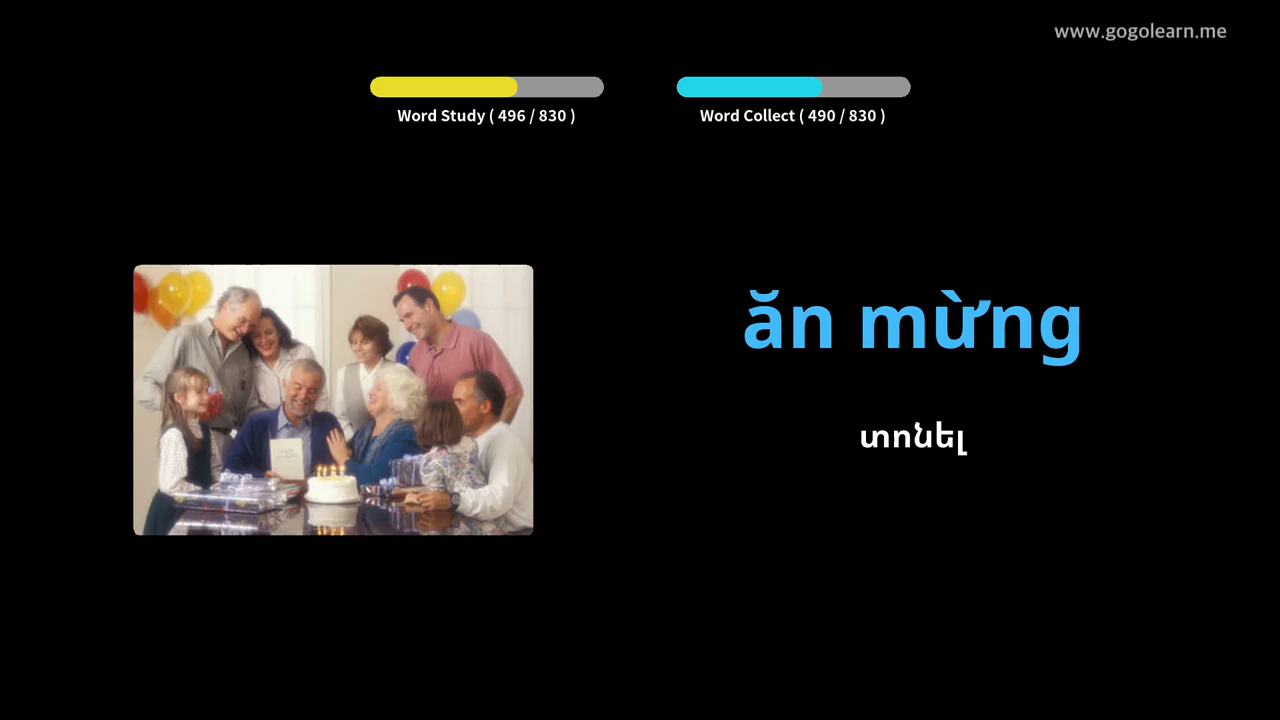 www.gogolearn.me
Word Study ( 496 / 830 )
Word Collect ( 490 / 830 )
ăn mừng
տոնել